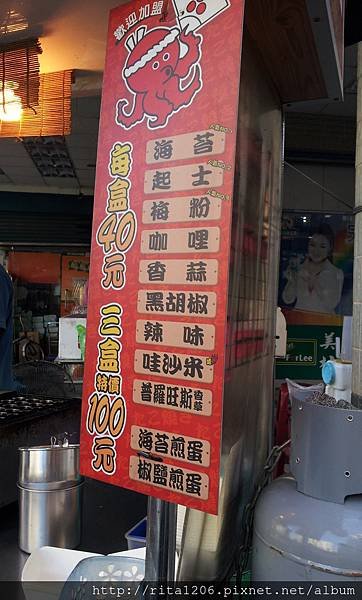 歡迎加盟
每盒40元
三盒特價100元
海苔
起士
梅粉
咖哩
香蒜
黑胡椒
辣味
哇沙米
普羅旺斯香草
海苔煎蛋
椒鹽煎蛋
http://rita1206.pixnet.net/album